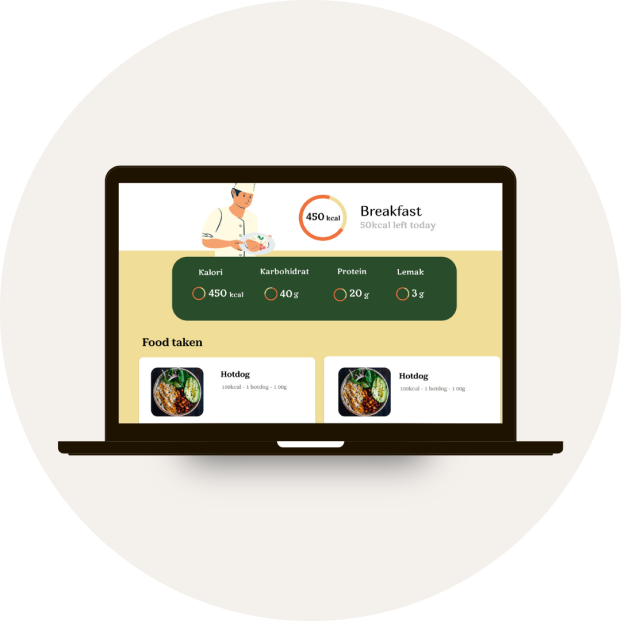 450 kcal
Breakfast
50kcal left today
Kalori
Karbohidrat
Protein
Lemak
450 kcal
40 g
20 g
3 g
Food taken
Hotdog
100kcal - 1 hotdog - 100g
Hotdog
100kcal - 1 hotdog - 100g